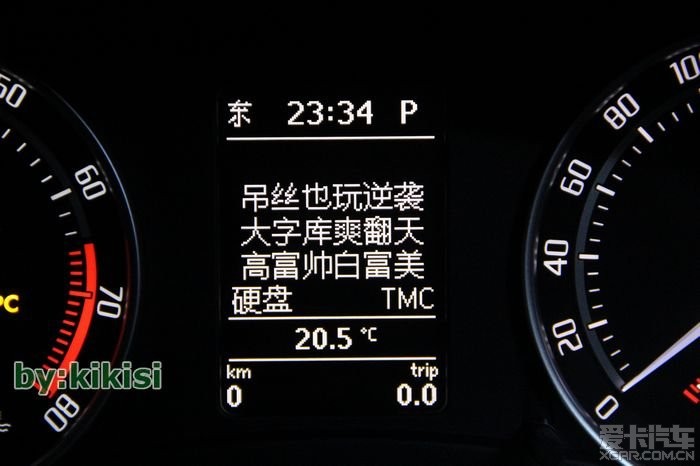 东 23:34 P
吊丝也玩逆袭
大字库爽翻天
高富帅白富美
硬盘 TMC
20.5 °C
km trip
0 0.0
50
60
70
80
PC
0
20
40
60
80
100
by:kikisi
爱卡汽车
XCAR.COM.CN